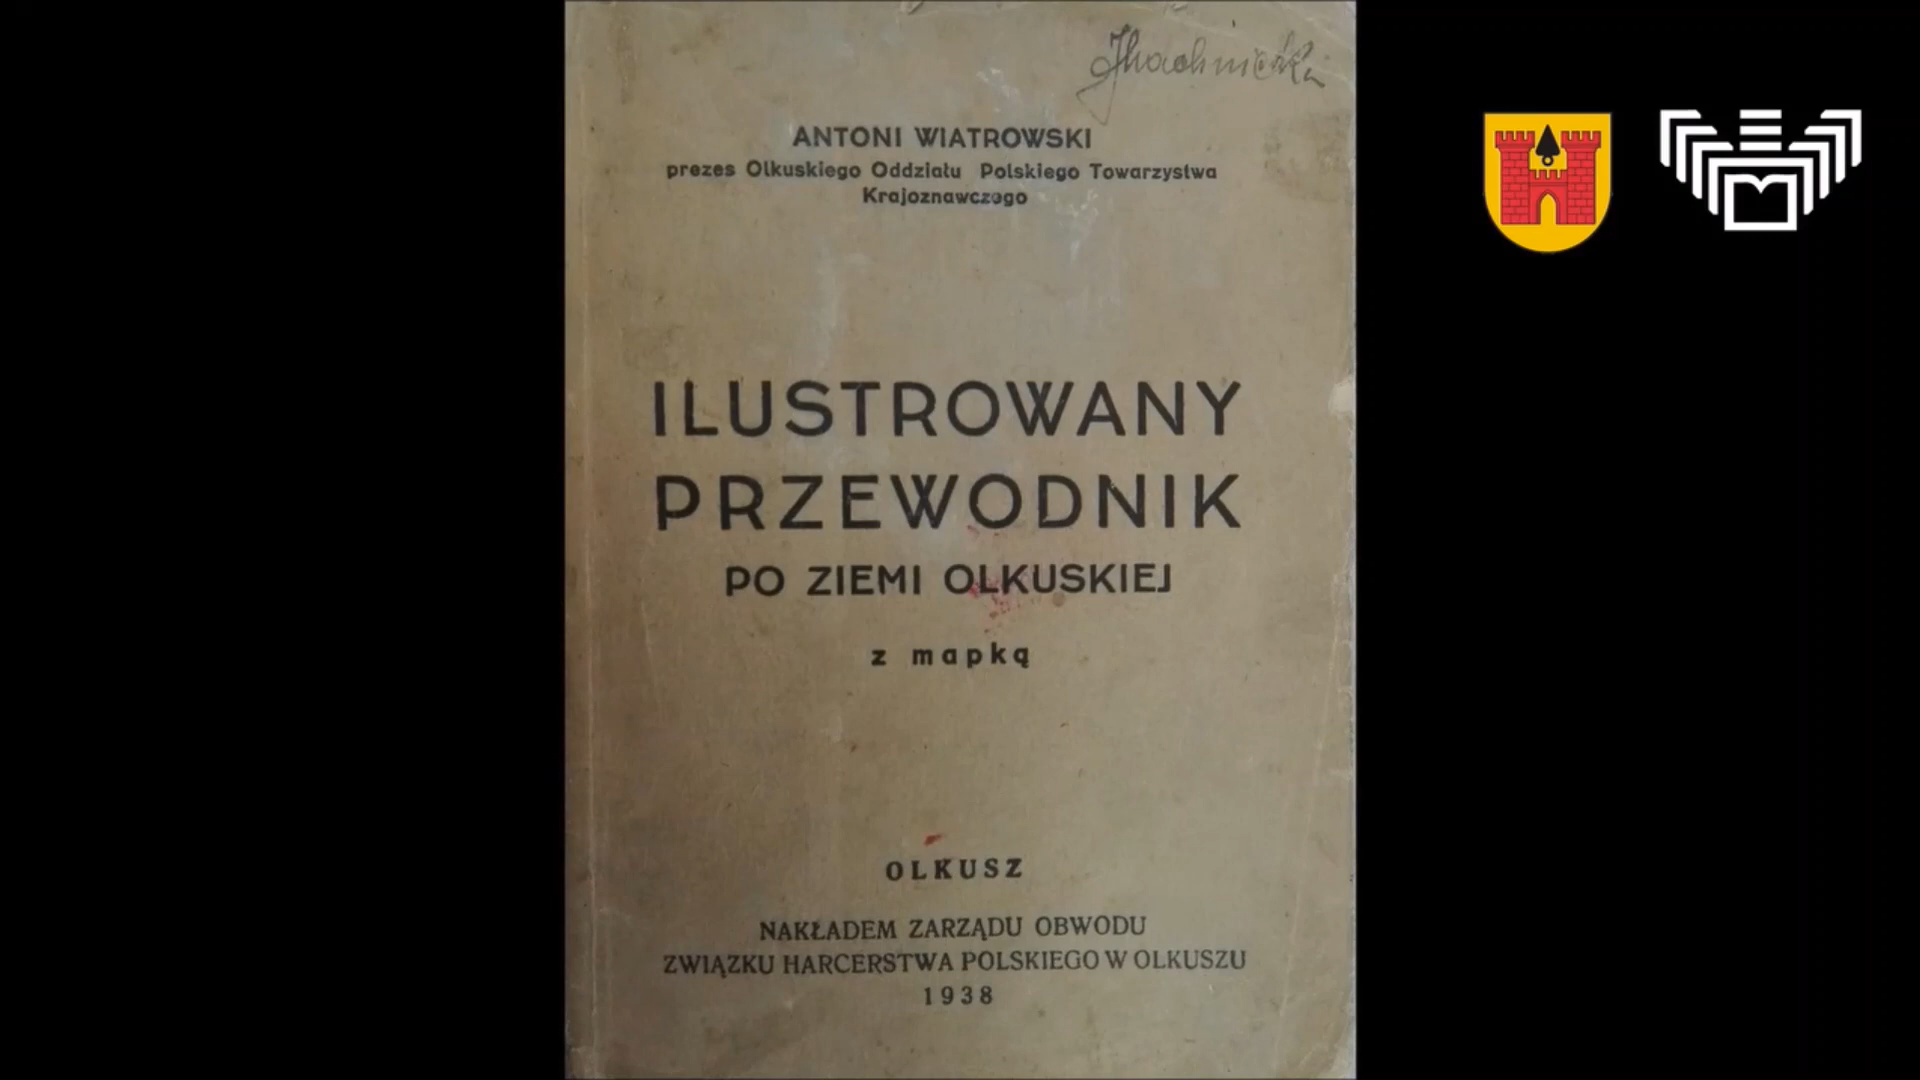 ANTONI WIATROWSKI
prezes Olkuskiego Oddziału Polskiego Towarzystwa
Krajoznawczego
ILUSTROWANY
PRZEWODNIK
PO ZIEMI OLKUSKIEJ
z mapką
OLKUSZ
NAKŁADEM ZARZĄDU OBWODU
ZWIĄZKU HARCERSTWA POLSKIEGO W OLKUSZU
1938